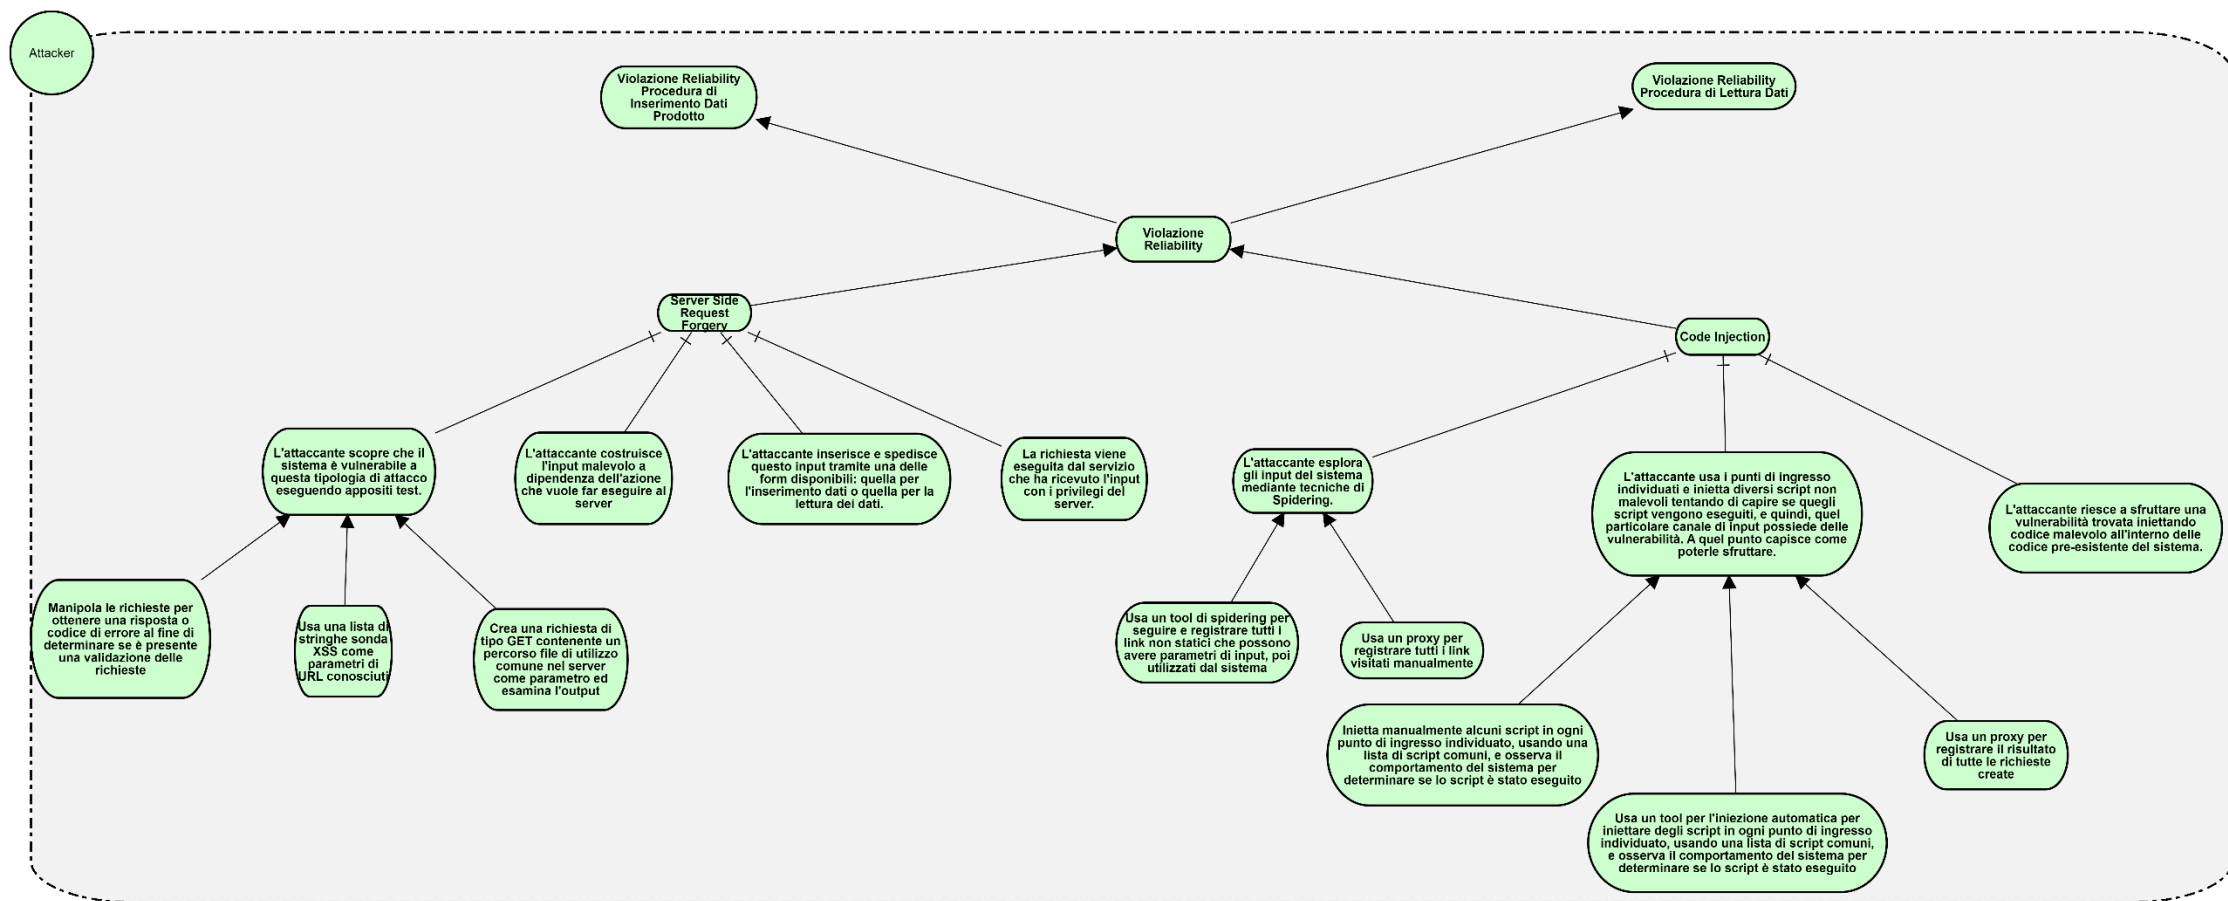 Attacker
Violazione Reliability
Procedura di
Inserimento Dati
Prodotto
Violazione Reliability
Procedura di Lettura Dati
Violazione
Reliability
Server Side
Request
Forgery
Code Injection
L'attaccante scopre che il
sistema è vulnerabile a
questa tipologia di attacco
eseguendo appositi test.
L'attaccante costruisce
l'input malevolo a
dipendenza dell'azione
che vuole far eseguire al
server
L'attaccante inserisce e spedisce
questo input tramite una delle
form disponibili: quella per
l'inserimento dati o quella per la
lettura dei dati.
La richiesta viene
eseguita dal servizio
che ha ricevuto l'input
con i privilegi del
server.
L'attaccante esplora
gli input del sistema
mediante tecniche di
Spidering.
L'attaccante usa i punti di ingresso
individuati e inietta diversi script non
malevoli tentando di capire se quegli
script vengono eseguiti, e quindi, quel
particolare canale di input possiede delle
vulnerabilità. A quel punto capisce come
poterle sfruttare.
L'attaccante riesce a sfruttare una
vulnerabilità trovata iniettando
codice malevolo all'interno delle
codice pre-esistente del sistema.
Manipola le richieste per
ottenere una risposta o
codice di errore al fine di
determinare se è presente
una validazione delle
richieste
Usa una lista di
stringhe sonda
XSS come
parametri di
URL conosciuti
Crea una richiesta di
tipo GET contenente un
percorso file di utilizzo
comune nel server
come parametro ed
esamina l'output
Usa un tool di spidering per
seguire e registrare tutti i
link non statici che possono
avere parametri di input, poi
utilizzati dal sistema
Usa un proxy per
registrare tutti i link
visitati manualmente
Inietta manualmente alcuni script in ogni
punto di ingresso individuato, usando una
lista di script comuni, e osserva il
comportamento del sistema per
determinare se lo script è stato eseguito
Usa un tool per l'iniezione automatica per
iniettare degli script in ogni punto di ingresso
individuato, usando una lista di script comuni,
e osserva il comportamento del sistema per
determinare se lo script è stato eseguito
Usa un proxy per
registrare il risultato
di tutte le richieste
create